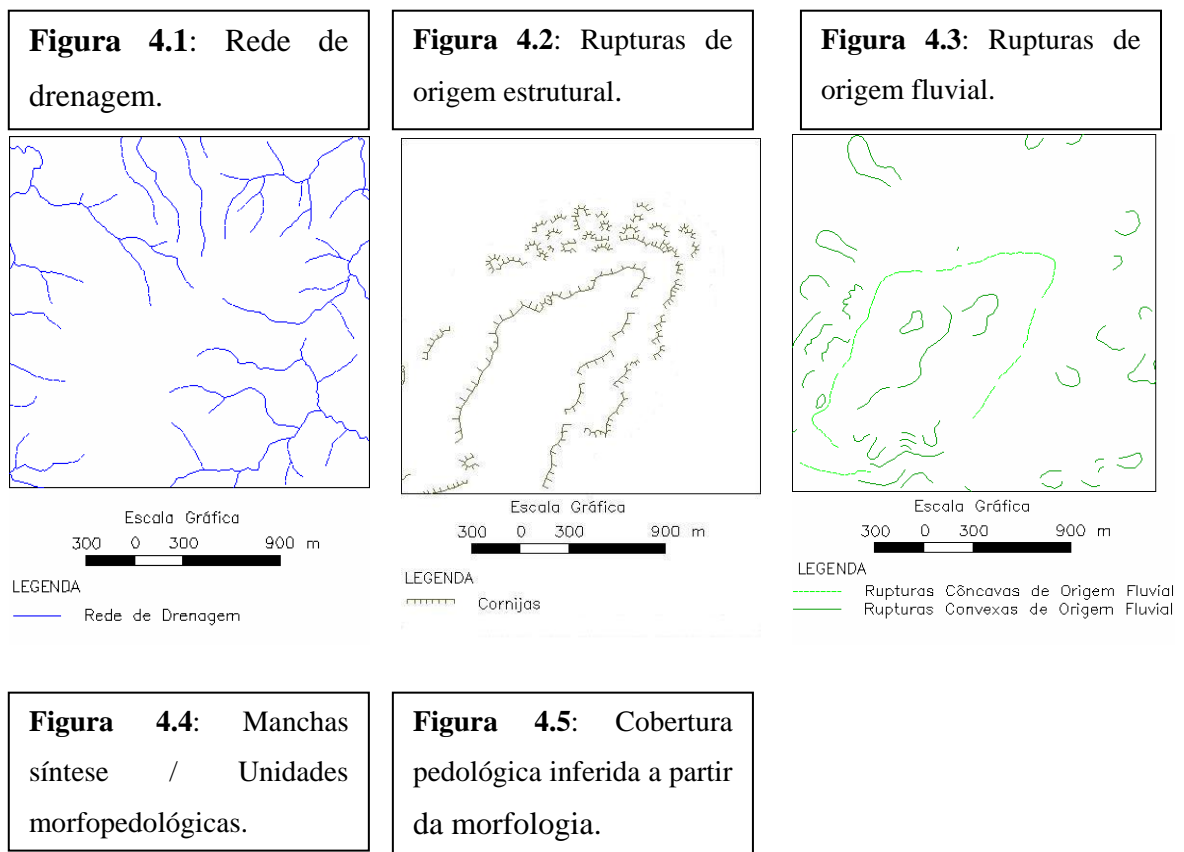 Figura 4.1: Rede de
drenagem.
Figura 4.2: Rupturas de
origem estrutural.
Figura 4.3: Rupturas de
origem fluvial.
Escala Gráfica
300 0 300 900 m
LEGENDA
Rede de Drenagem
Escala Gráfica
300 0 300 900 m
LEGENDA
Cornijas
Escala Gráfica
300 0 300 900 m
LEGENDA
Rupturas Côncavas de Origem Fluvial
Rupturas Convexas de Origem Fluvial
Figura 4.4: Manchas
síntese / Unidades
morfopedológicas.
Figura 4.5: Cobertura
pedológica inferida a partir
da morfologia.